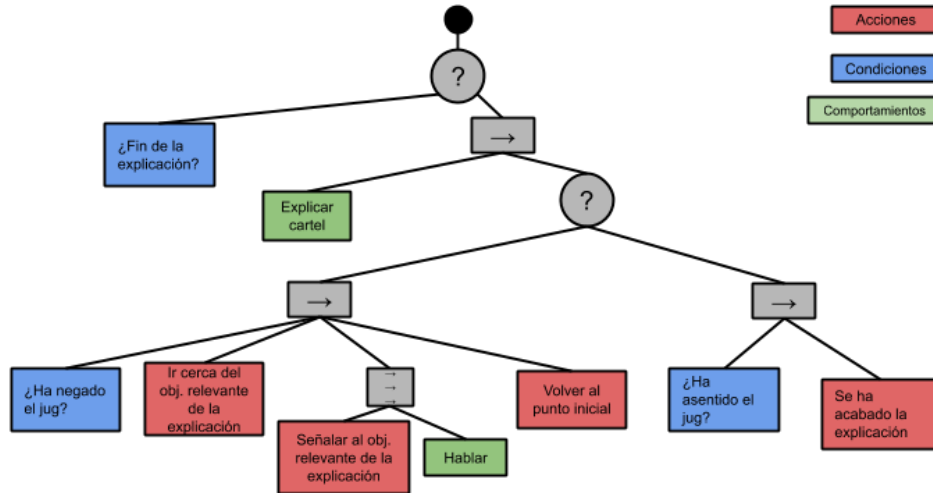 Acciones
?
Condiciones
Comportamientos
¿Fin de la
explicación?
→
Explicar
cartel
?
→
→
¿Ha negado
el jug?
Ir cerca del
obj. relevante
de la
explicación
→
→
→
Volver al
punto inicial
¿Ha
asentido el
jug?
Se ha
acabado la
explicación
Señalar al obj.
relevante de la
explicación
Hablar